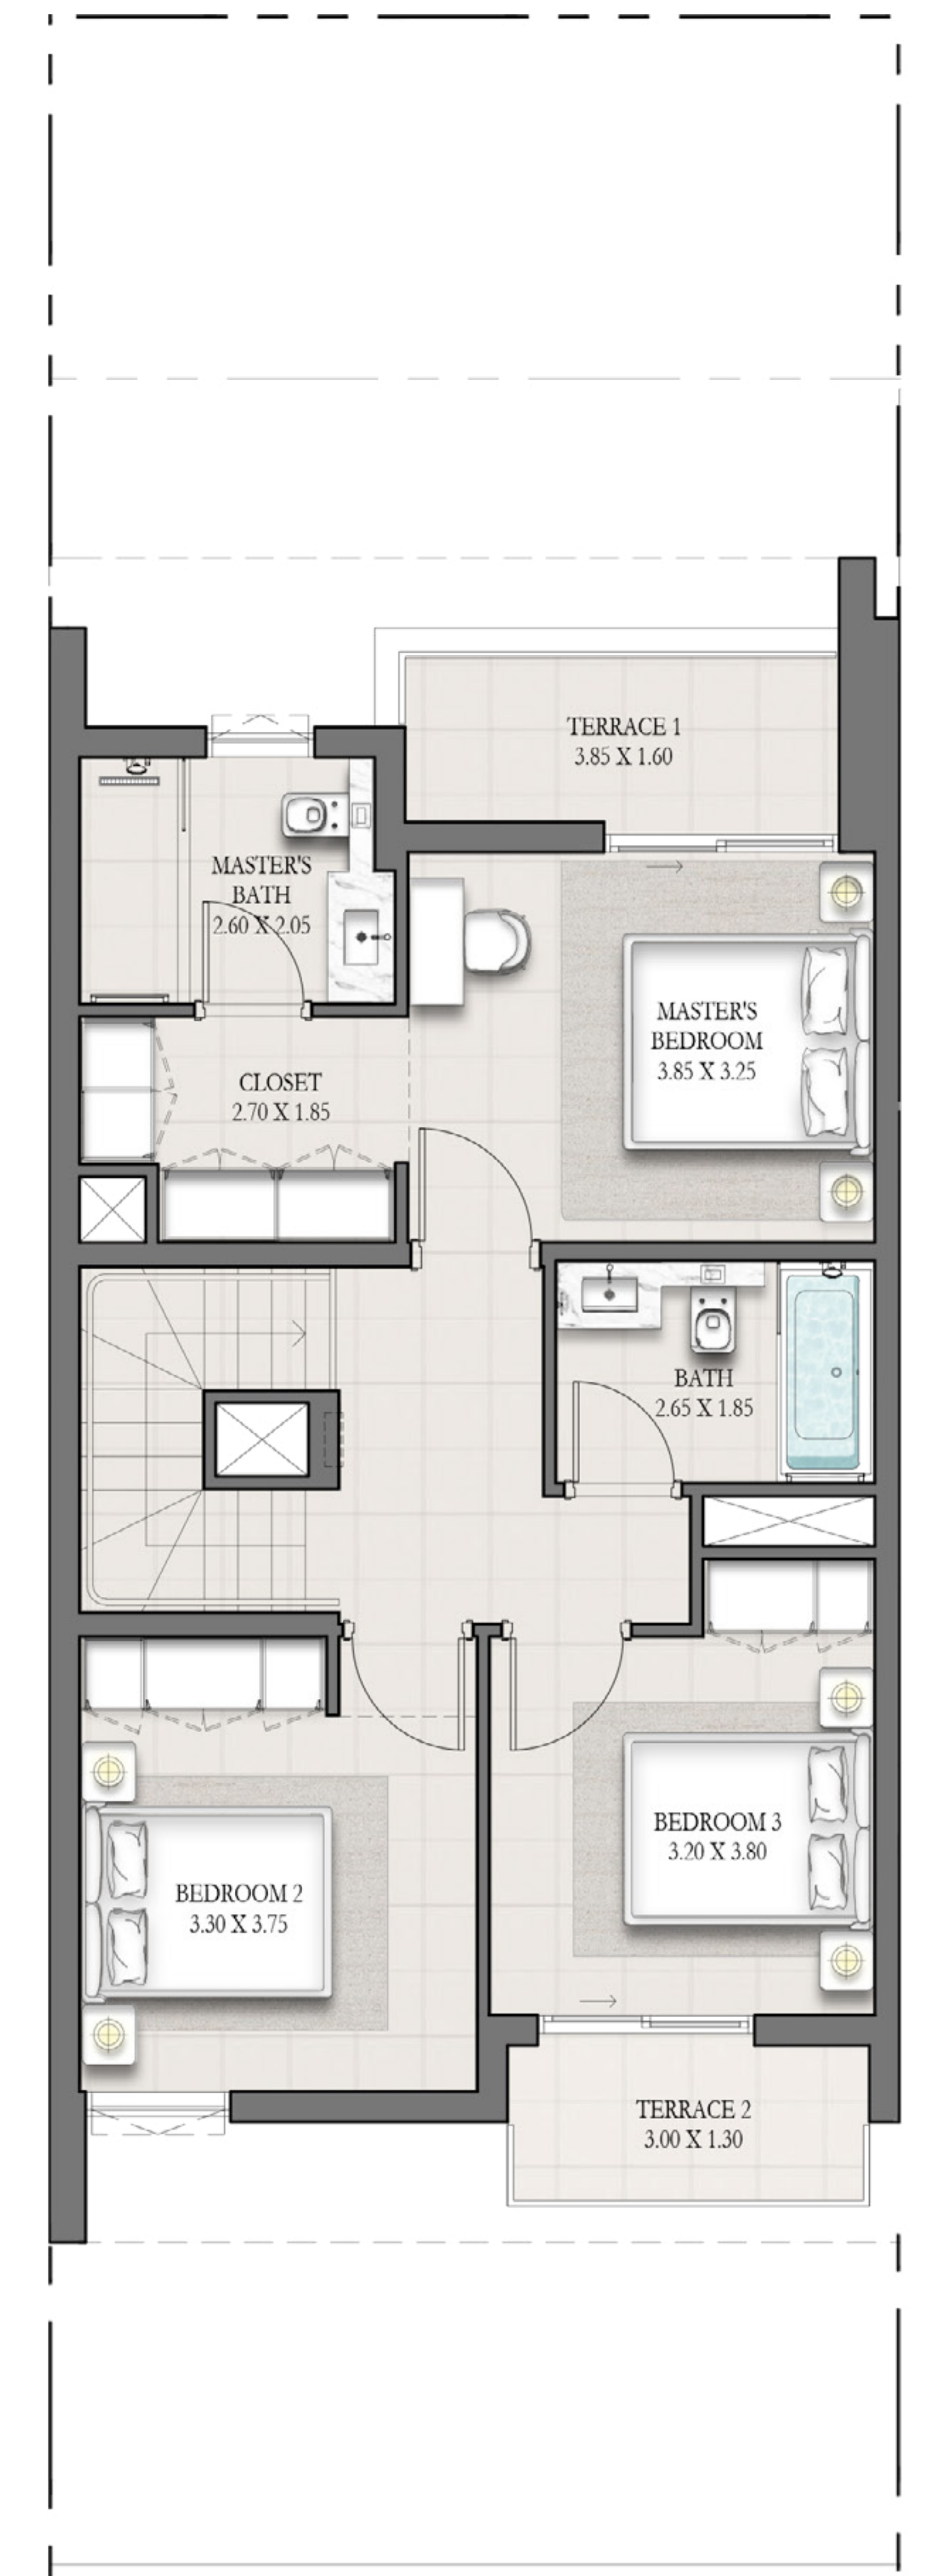 TERRACE 1
3.85 X 1.60
MASTER'S
BATH
2.60 X 2.05
MASTER'S
BEDROOM
3.85 X 3.25
CLOSET
2.70 X 1.85
BATH
2.65 X 1.85
BEDROOM 3
3.20 X 3.80
BEDROOM 2
3.30 X 3.75
TERRACE 2
3.00 X 1.30